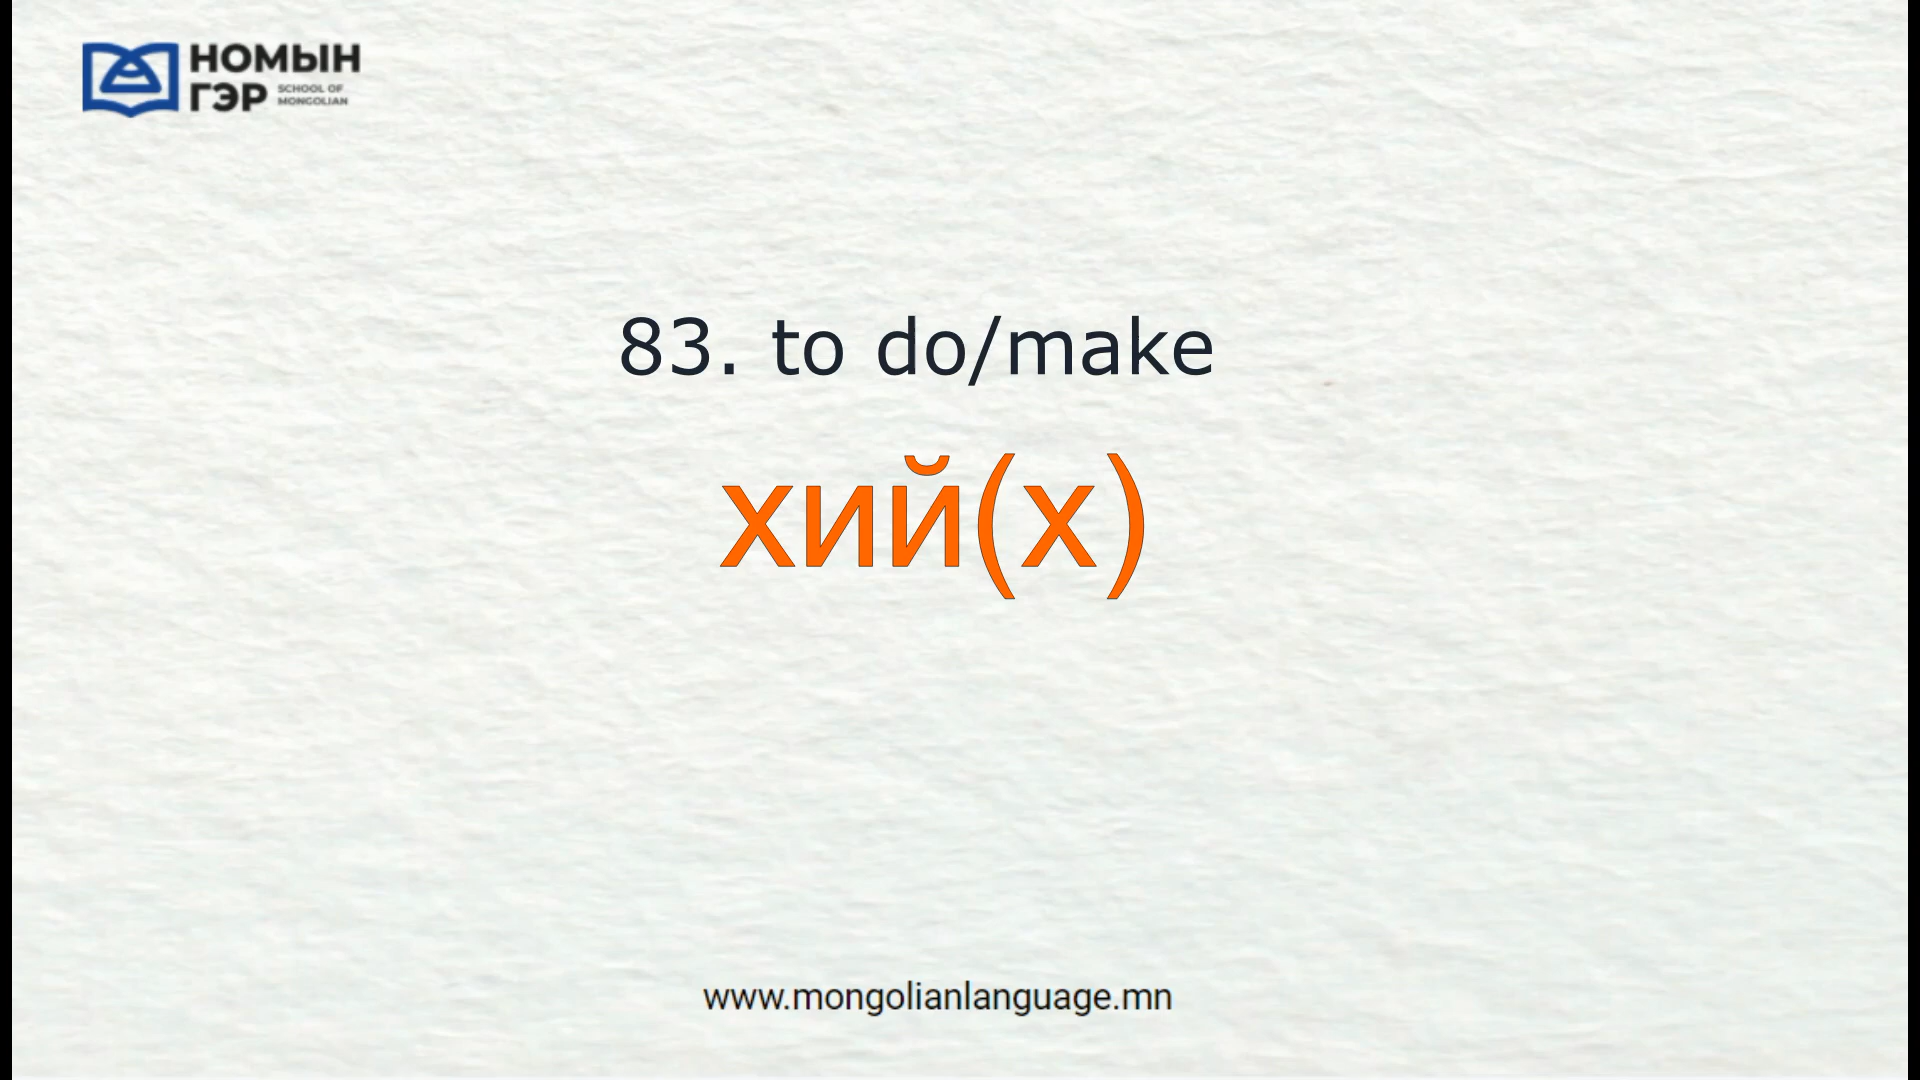 НОМЫН
ГЭР SCHOOL OF
MONGOLIAN
83. to do/make
хий(х)
www.mongolianlanguage.mn